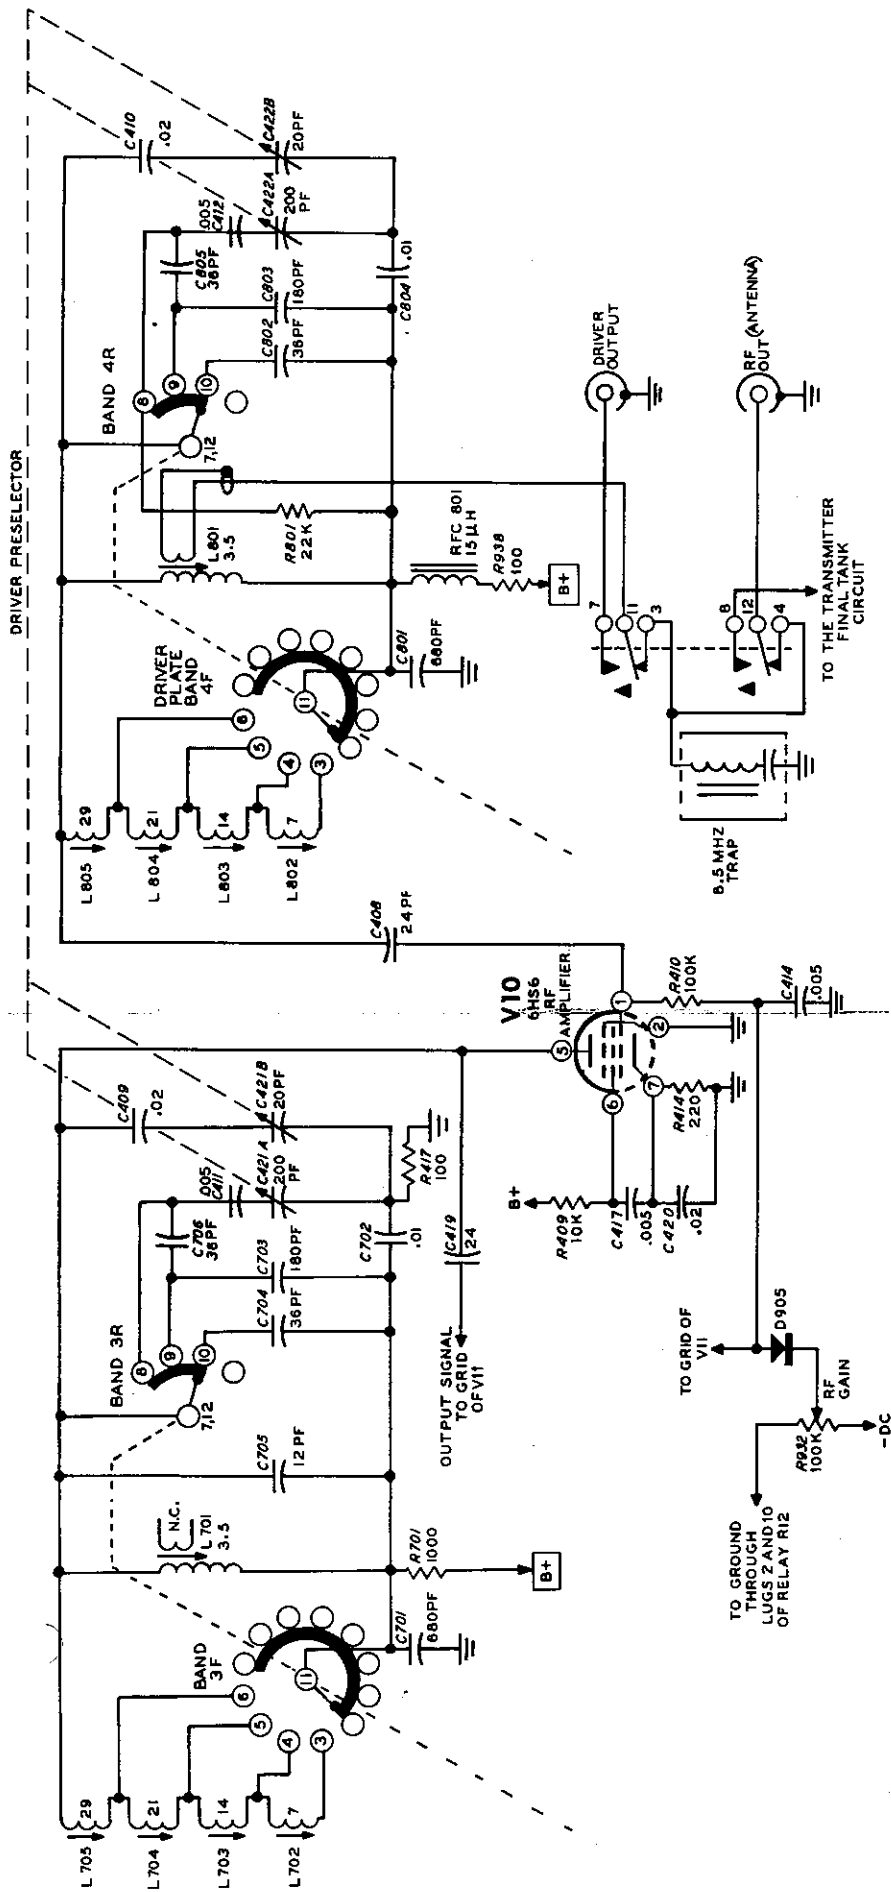 DRIVER PRESELECTOR
C410
.02
C422B
20PF
.005
C412
C422A
200
PF
C805
36PF
C803
180PF
C802
36PF
.01
C804
BAND 4R
8
9
10
7,12
L801
3.5
R801
22K
RFC 801
15 µH
R938
100
B+
DRIVER
PLATE
BAND
4F
11
6
5
4
3
C801
680PF
29
21
14
7
L805
L804
L803
L802
DRIVER
OUTPUT
RF
OUT (ANTENNA)
7
11
3
8
12
4
TO THE TRANSMITTER
FINAL TANK
CIRCUIT
8.5 MHZ
TRAP
C408
24PF
V10
6HS6
RF
AMPLIFIER
5
1
2
6
7
R410
100K
C414
.005
R414
220
B+
R409
10K
C417
.005
C420
.02
C409
.02
C421B
20PF
.005
C411
C421A
200
PF
R417
100
C706
36PF
C703
180PF
C704
36PF
C702
.01
C419
24
BAND 3R
8
9
10
7,12
C705
12PF
OUTPUT SIGNAL
TO GRID
OF V11
N.C.
L701
3.5
R701
1000
B+
BAND
3F
11
6
5
4
3
C701
680PF
29
21
14
7
L705
L704
L703
L702
TO GRID OF
V11
D905
RF
GAIN
R932
100K
-DC
TO GROUND
THROUGH
LUGS 2 AND 10
OF RELAY R12